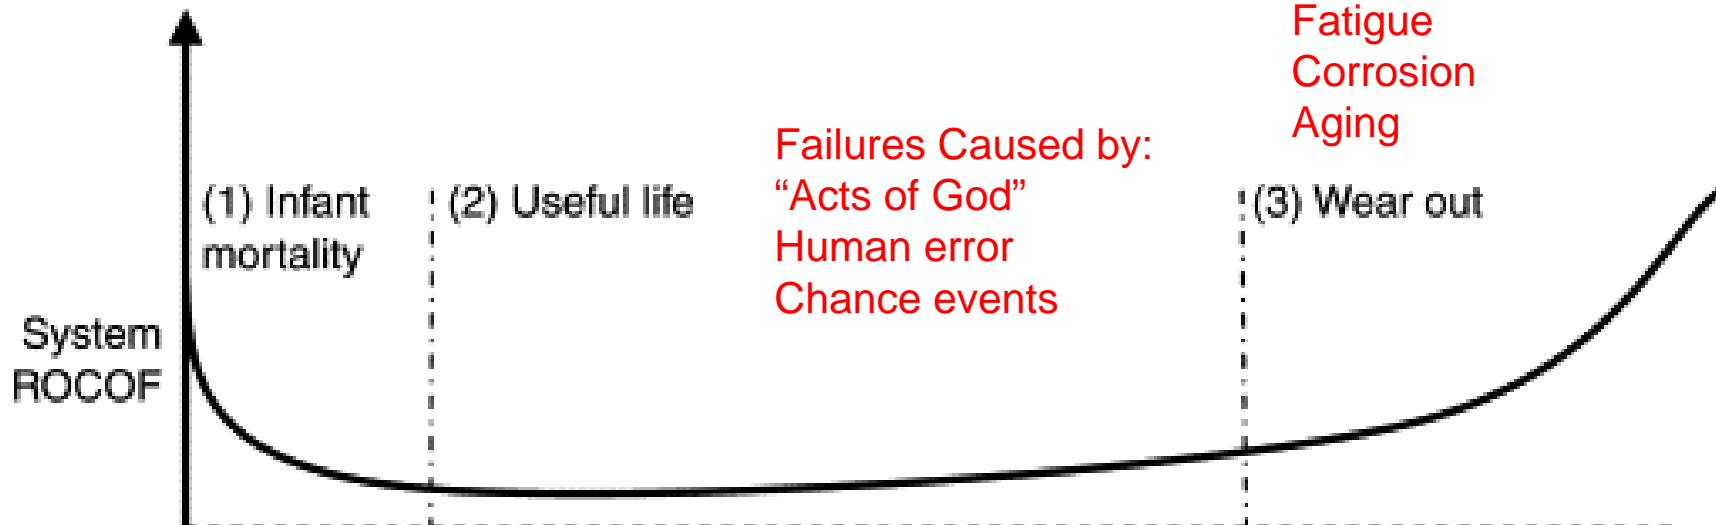 Fatigue
Corrosion
Aging
Failures Caused by:
“Acts of God”
Human error
Chance events
(1) Infant
mortality
(2) Useful life
(3) Wear out
System
ROCOF